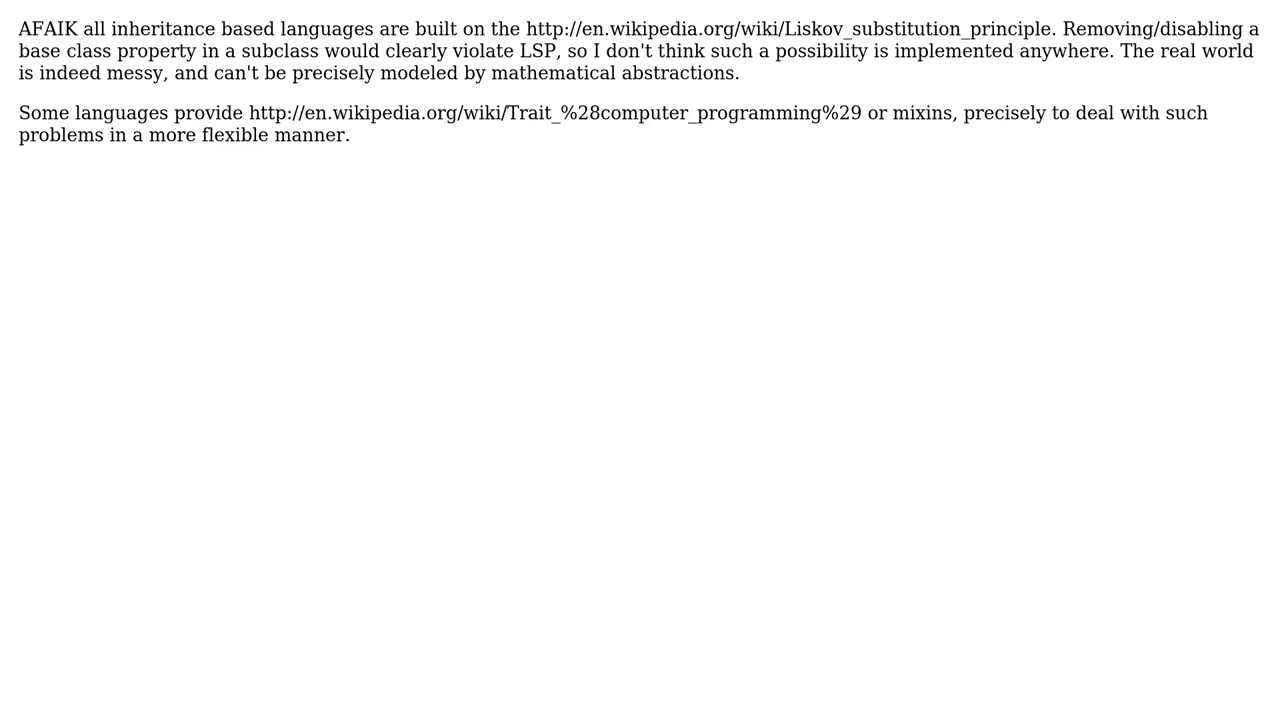 AFAIK all inheritance based languages are built on the http://en.wikipedia.org/wiki/Liskov_substitution_principle. Removing/disabling a
base class property in a subclass would clearly violate LSP, so I don't think such a possibility is implemented anywhere. The real world
is indeed messy, and can't be precisely modeled by mathematical abstractions.
Some languages provide http://en.wikipedia.org/wiki/Trait_%28computer_programming%29 or mixins, precisely to deal with such
problems in a more flexible manner.